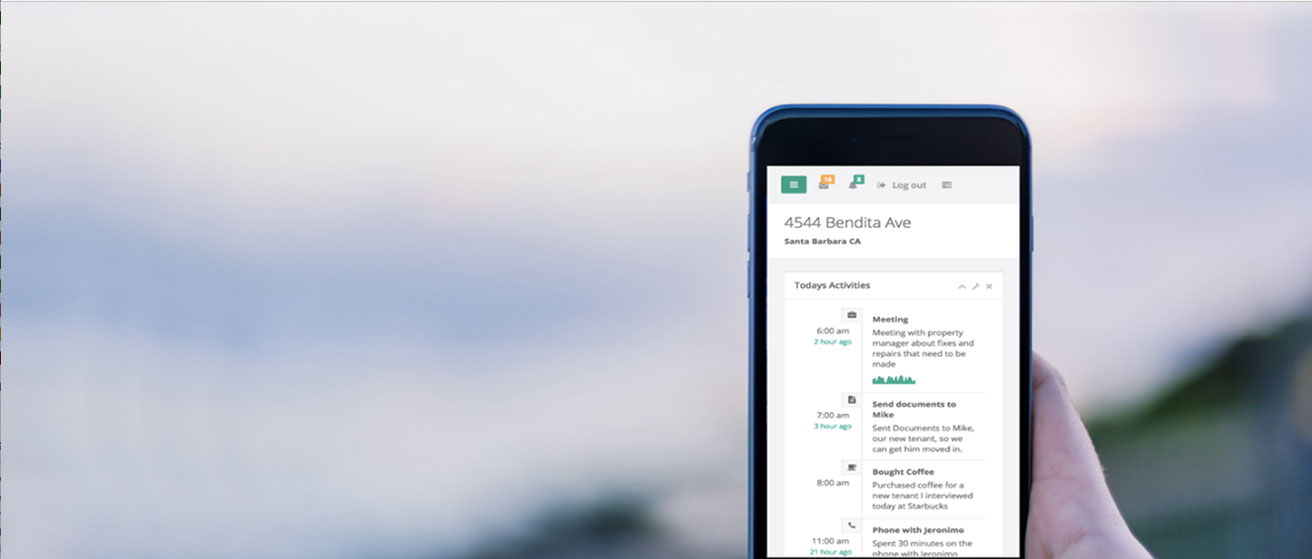 16 8 Log out
4544 Bendita Ave
Santa Barbara CA
Todays Activities
Meeting
6:00 am
2 hour ago
Meeting with property
manager about fixes and
repairs that need to be
made
Send documents to
Mike
7:00 am
3 hour ago
Sent Documents to Mike,
our new tenant, so we
can get him moved in.
Bought Coffee
8:00 am
Purchased coffee for a
new tenant I interviewed
today at Starbucks
Phone with Jeronimo
11:00 am
21 hour ago
Spent 30 minutes on the
phone with Jeronimo